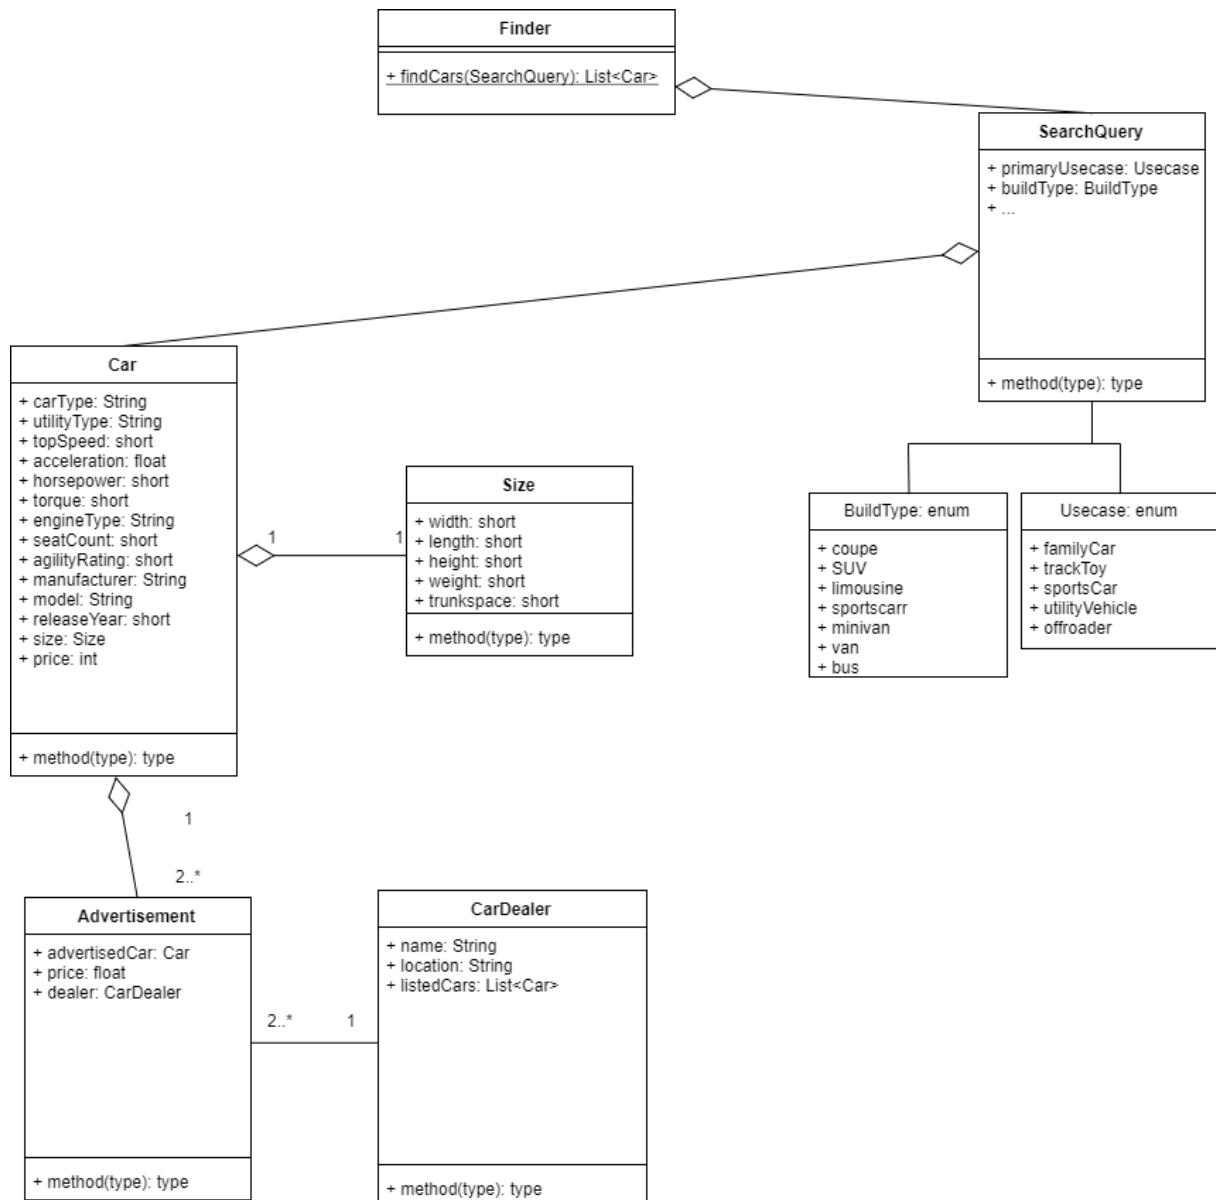 Finder
+ findCars(SearchQuery): List<Car>
SearchQuery
+ primaryUsecase: Usecase
+ buildType: BuildType
+ ...
+ method(type): type
Car
+ carType: String
+ utilityType: String
+ topSpeed: short
+ acceleration: float
+ horsepower: short
+ torque: short
+ engineType: String
+ seatCount: short
+ agilityRating: short
+ manufacturer: String
+ model: String
+ releaseYear: short
+ size: Size
+ price: int
+ method(type): type
1
1
Size
+ width: short
+ length: short
+ height: short
+ weight: short
+ trunkspace: short
+ method(type): type
BuildType: enum
+ coupe
+ SUV
+ limousine
+ sportscarr
+ minivan
+ van
+ bus
Usecase: enum
+ familyCar
+ trackToy
+ sportsCar
+ utilityVehicle
+ offroader
1
2..*
Advertisement
+ advertisedCar: Car
+ price: float
+ dealer: CarDealer
+ method(type): type
2..*
1
CarDealer
+ name: String
+ location: String
+ listedCars: List<Car>
+ method(type): type